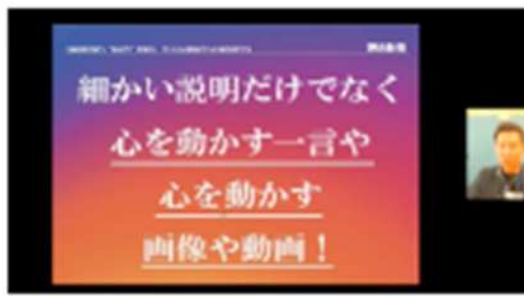 細かい説明だけでなく
心を動かす一言や
心を動かす
画像や動画！